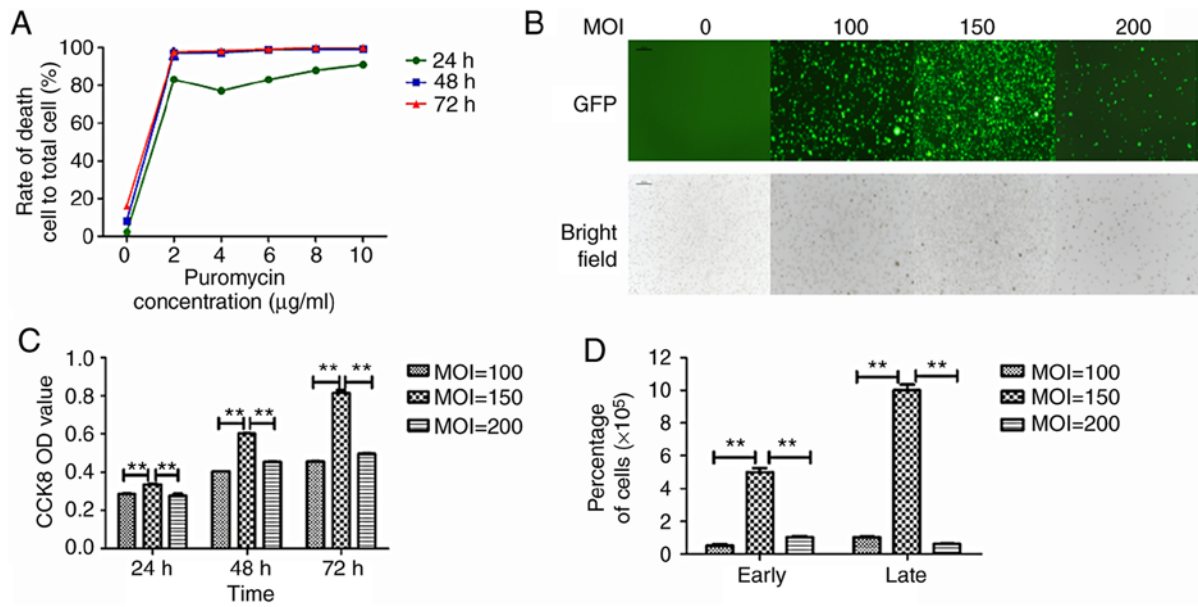 A
Rate of death
cell to total cell (%)
100
80
60
40
20
0
0 2 4 6 8 10
Puromycin
concentration (μg/ml)
24 h
48 h
72 h
B
MOI 0 100 150 200
GFP
Bright
field
C
CCK8 OD value
1.0
0.8
0.6
0.4
0.2
0.0
** ** ** ** ** **
24 h 48 h 72 h
Time
MOI=100
MOI=150
MOI=200
D
Percentage
of cells (×10⁵)
12
10
8
6
4
2
0
** ** ** **
Early Late
MOI=100
MOI=150
MOI=200